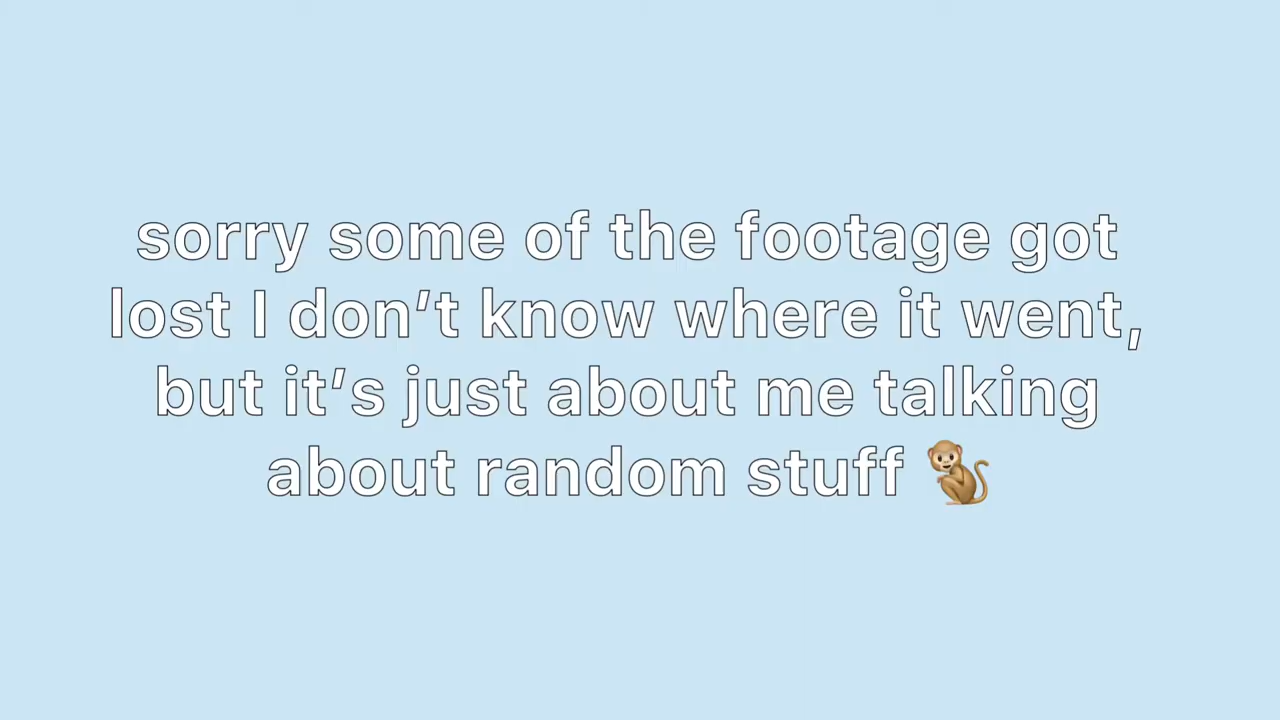 sorry some of the footage got
lost I don’t know where it went,
but it’s just about me talking
about random stuff 🐒